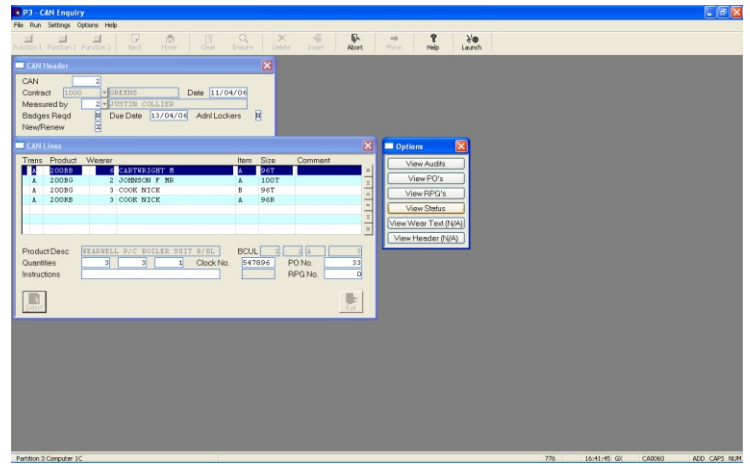 P3 - CAN Enquiry
File Run Settings Options Help
Function 1 Function 2 Function 3 Next Home Clear Enquire Delete Insert Abort Move Help Launch
CAN Header
CAN 2
Contract 1000 GREENS Date 11/04/06
Measured by 2 JUSTIN COLLIER
Badges Reqd N Due Date 13/04/06 Adnl Lockers N
New/Renew
CAN Lines
Trans Product Wearer Item Size Comment
A 200BB 6 CARTWRIGHT M A 96T
A 200BG 2 JOHNSON F MR A 100T
A 200BG 3 COOK NICK B 96T
A 200RB 3 COOK NICK A 96R
Product Desc WEARWELL P/C BOILER SUIT B/BL BCUL 1 1 A 3
Quantities 3 3 1 Clock No. 547896 PO No. 33
Instructions RPG No. 0
Select Exit
Options
View Audits
View PO's
View RPG's
View Status
View Wear Text (N/A)
View Header (N/A)
Partition 3 Computer 1C 776 16:41:45 GX CA8060 ADD CAPS NUM